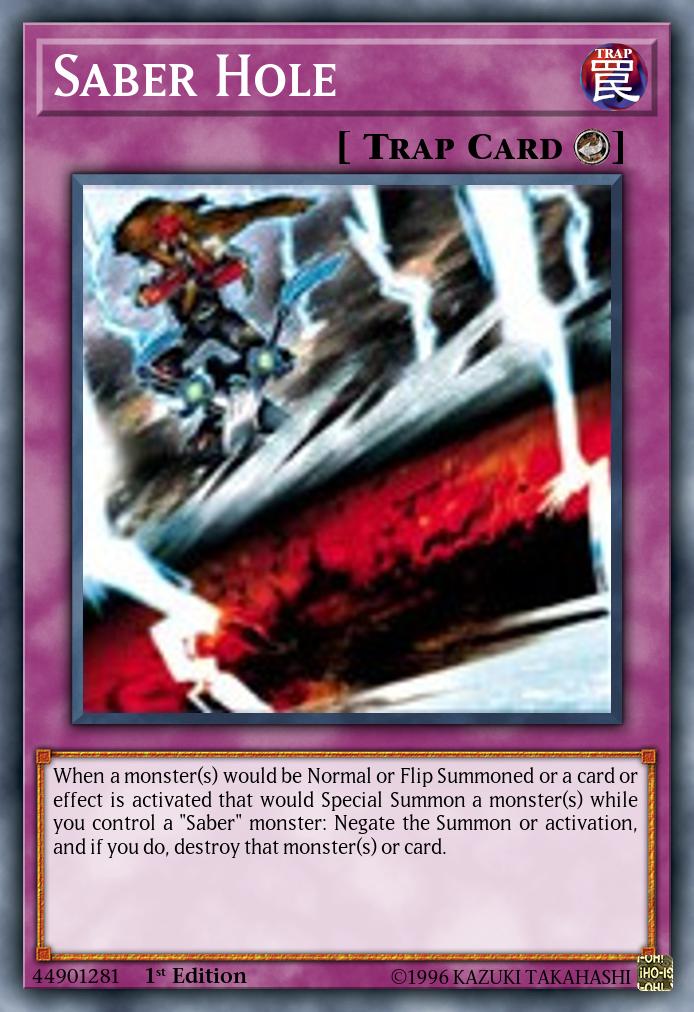 Saber Hole
TRAP
罠
[ Trap Card ]
When a monster(s) would be Normal or Flip Summoned or a card or
effect is activated that would Special Summon a monster(s) while
you control a "Saber" monster: Negate the Summon or activation,
and if you do, destroy that monster(s) or card.
44901281 1st Edition ©1996 KAZUKI TAKAHASHI